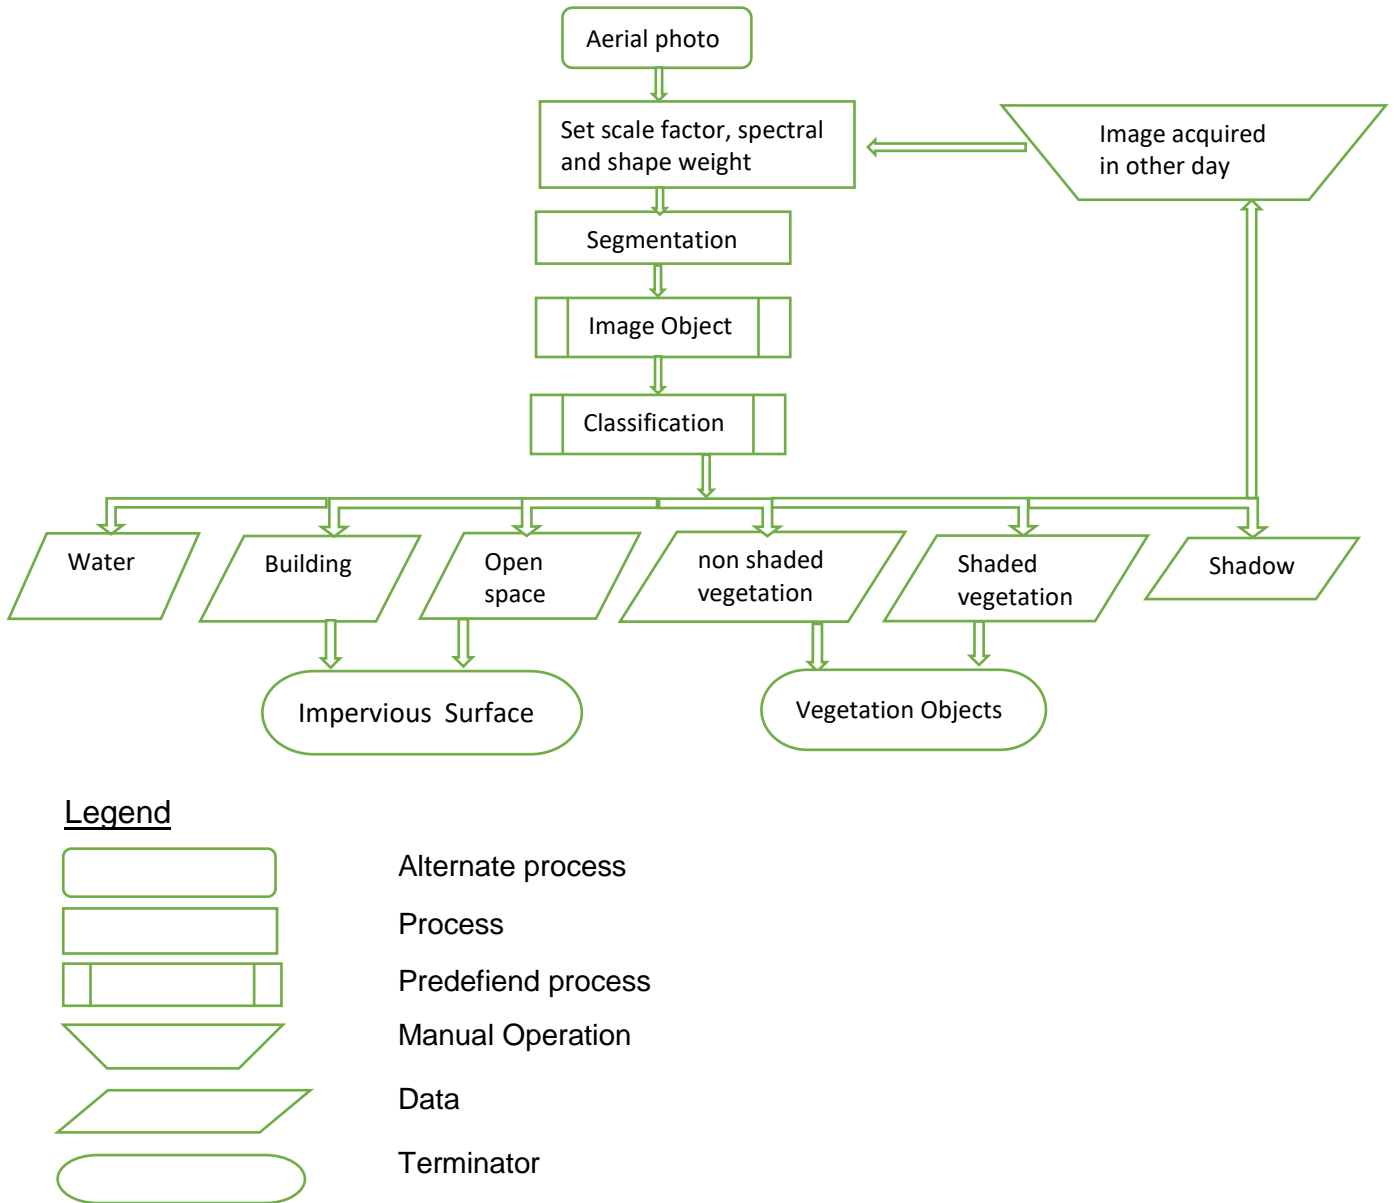 Aerial photo
Set scale factor, spectral
and shape weight
Image acquired
in other day
Segmentation
Image Object
Classification
Water
Building
Open
space
non shaded
vegetation
Shaded
vegetation
Shadow
Impervious  Surface
Vegetation Objects
Legend
Alternate process
Process
Predefiend process
Manual Operation
Data
Terminator